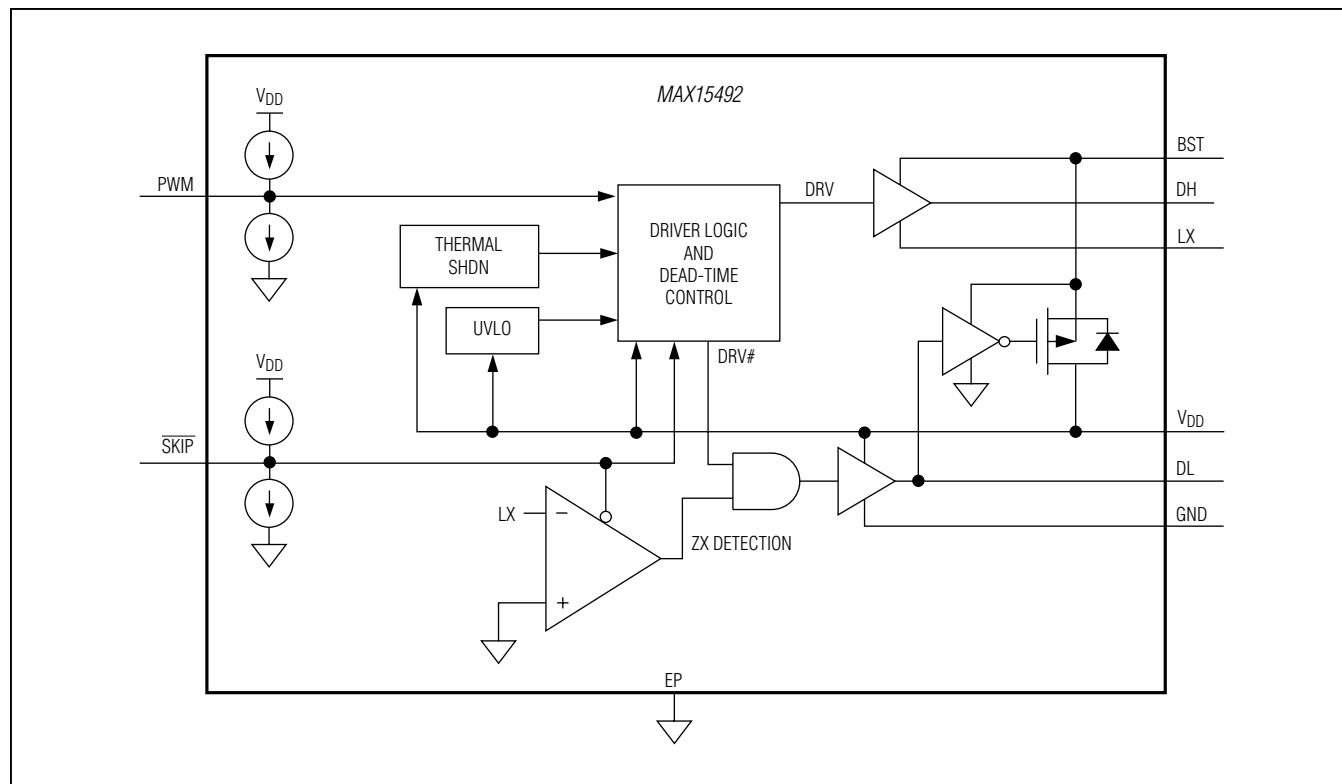 MAX15492
VDD
PWM
THERMAL
SHDN
UVLO
DRIVER LOGIC
AND
DEAD-TIME
CONTROL
DRV
DRV#
BST
DH
LX
VDD
SKIP
VDD
DL
GND
LX
−
+
ZX DETECTION
EP